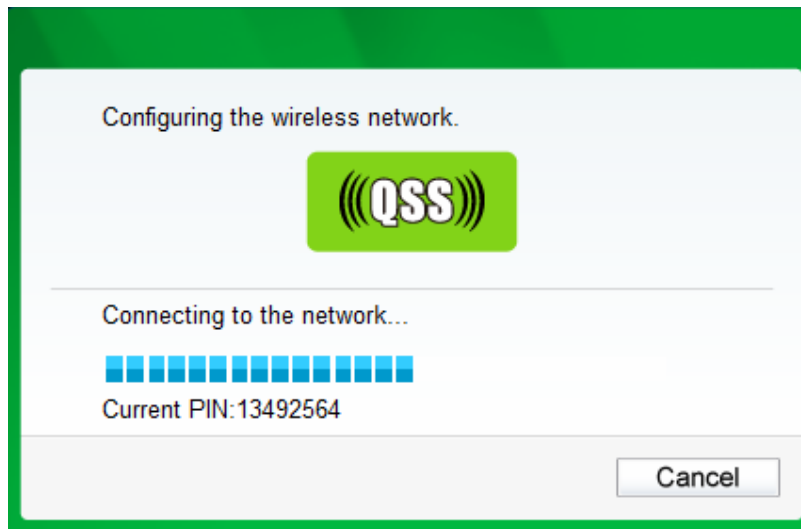 Configuring the wireless network.
(((QSS)))
Connecting to the network...
Current PIN:13492564
Cancel